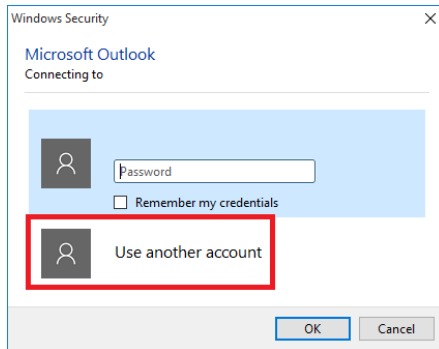 Windows Security
Microsoft Outlook
Connecting to
Password
Remember my credentials
Use another account
OK
Cancel